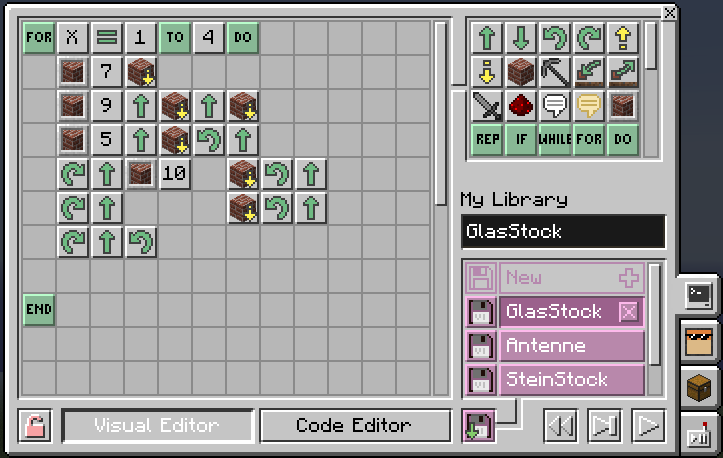 FOR X = 1 TO 4 DO
7
9
5
10
END
REP IF WHILE FOR DO
My Library
GlasStock
New
GlasStock
Antenne
SteinStock
Visual Editor
Code Editor